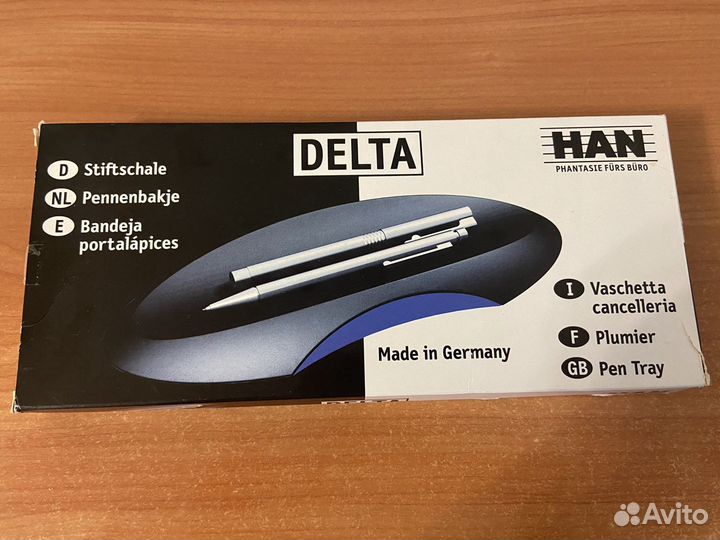 DELTA
HAN
PHANTASIE FÜRS BÜRO
D Stiftschale
NL Pennenbakje
E Bandeja
portalápices
I Vaschetta
cancelleria
F Plumier
GB Pen Tray
Made in Germany
DELTA
Avito